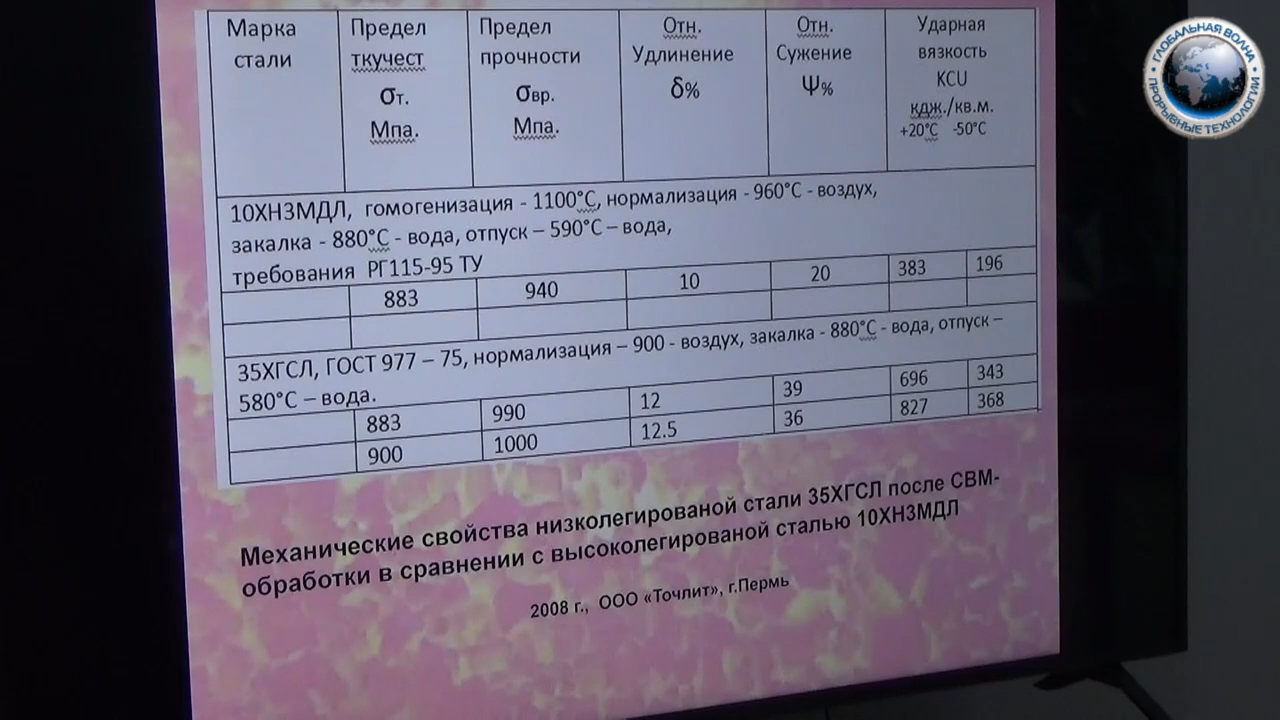 Марка
стали
Предел
ткучест
σт.
Мпа.
Предел
прочности
σвр.
Мпа.
Отн.
Удлинение
δ%
Отн.
Сужение
Ψ%
Ударная
вязкость
KCU
кдж./кв.м.
+20°С -50°С
10ХН3МДЛ, гомогенизация - 1100°С, нормализация - 960°С - воздух,
закалка - 880°С - вода, отпуск – 590°С – вода,
требования РГ115-95 ТУ
883 940 10 20 383 196
35ХГСЛ, ГОСТ 977 – 75, нормализация – 900 - воздух, закалка - 880°С - вода, отпуск –
580°С – вода.
883 990 12 39 696 343
900 1000 12.5 36 827 368
Механические свойства низколегированой стали 35ХГСЛ после СВМ-
обработки в сравнении с высоколегированой сталью 10ХН3МДЛ
2008 г., ООО «Точлит», г.Пермь
ГЛОБАЛЬНАЯ ВОЛНА
ПРОРЫВНЫЕ ТЕХНОЛОГИИ